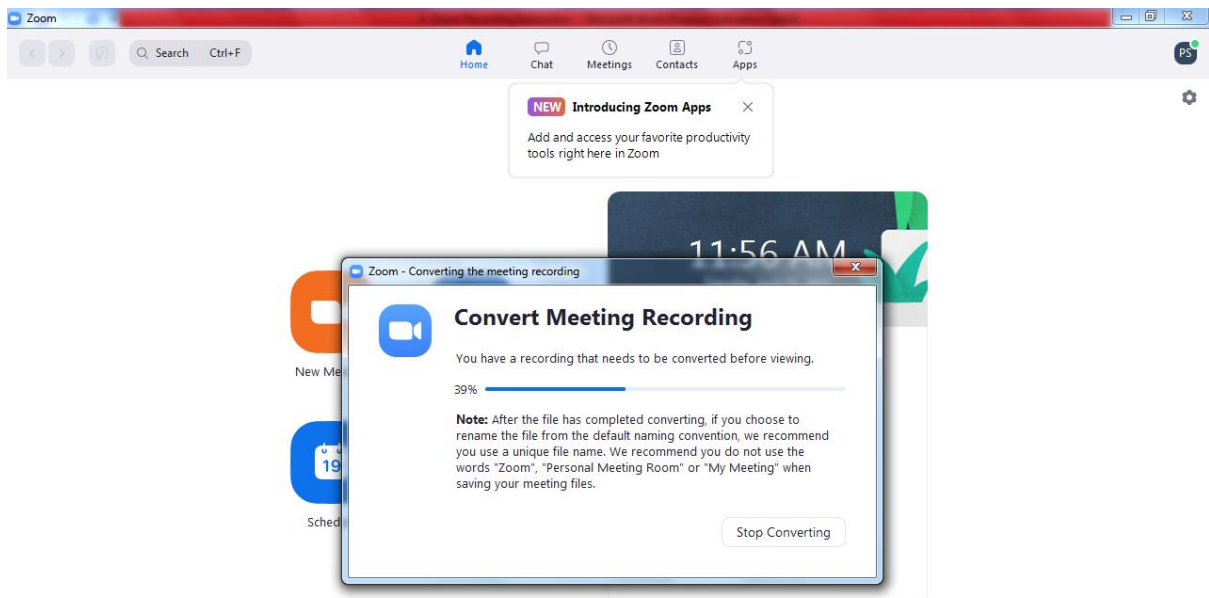 Zoom
Search Ctrl+F
Home Chat Meetings Contacts Apps
PS
NEW Introducing Zoom Apps
Add and access your favorite productivity
tools right here in Zoom
11:56 AM
Zoom - Converting the meeting recording
Convert Meeting Recording
You have a recording that needs to be converted before viewing.
39%
Note: After the file has completed converting, if you choose to
rename the file from the default naming convention, we recommend
you use a unique file name. We recommend you do not use the
words "Zoom", "Personal Meeting Room" or "My Meeting" when
saving your meeting files.
Stop Converting
New Me
19
Sched